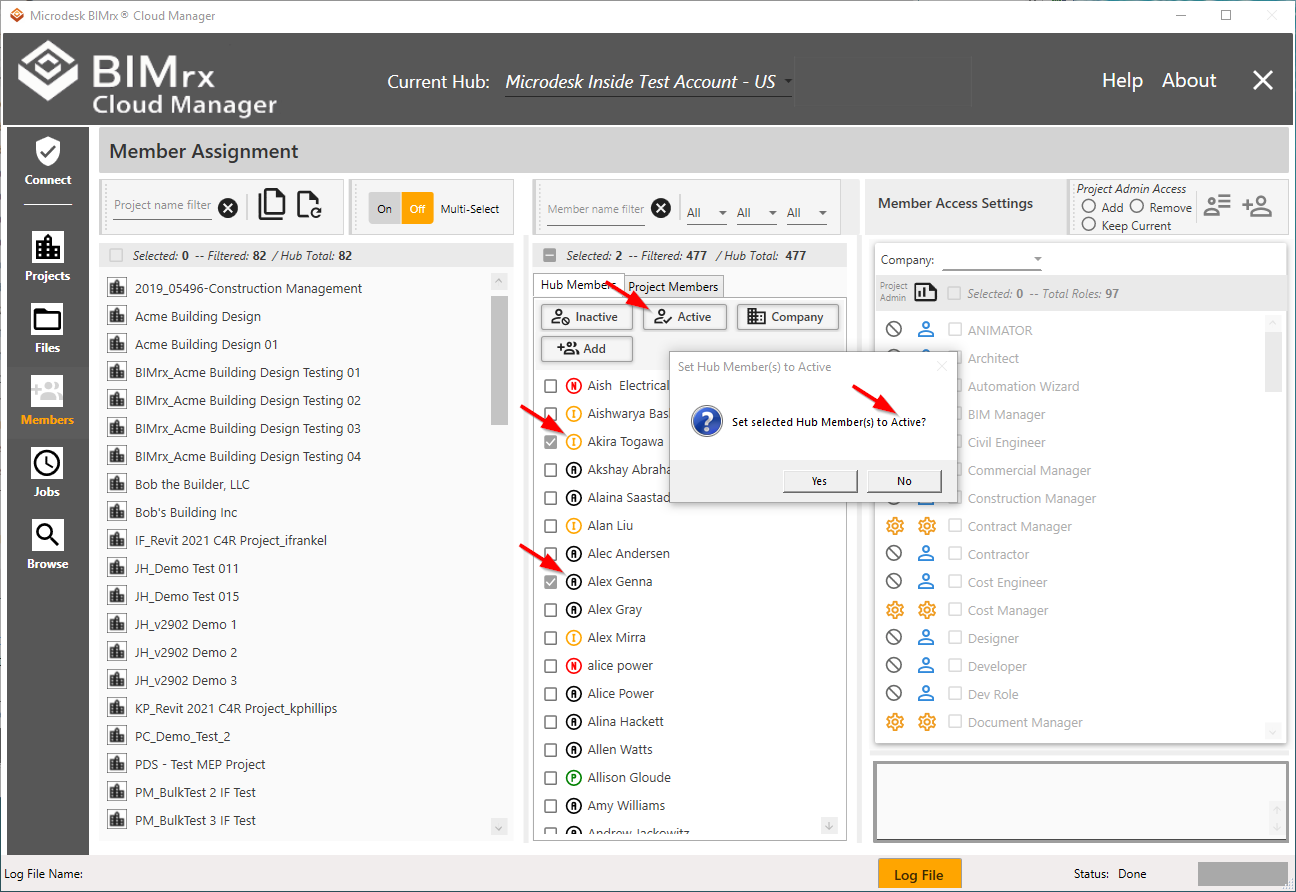 Microdesk BIMrx® Cloud Manager
BIMrx
Cloud Manager
Current Hub: Microdesk Inside Test Account - US
Help About
Connect
Projects
Files
Members
Jobs
Browse
Member Assignment
Project name filter
On Off Multi-Select
Selected: 0 -- Filtered: 82 / Hub Total: 82
2019_05496-Construction Management
Acme Building Design
Acme Building Design 01
BIMrx_Acme Building Design Testing 01
BIMrx_Acme Building Design Testing 02
BIMrx_Acme Building Design Testing 03
BIMrx_Acme Building Design Testing 04
Bob the Builder, LLC
Bob's Building Inc
IF_Revit 2021 C4R Project_ifrankel
JH_Demo Test 011
JH_Demo Test 015
JH_v2902 Demo 1
JH_v2902 Demo 2
JH_v2902 Demo 3
KP_Revit 2021 C4R Project_kphillips
PC_Demo_Test_2
PDS - Test MEP Project
PM_BulkTest 2 IF Test
PM_BulkTest 3 IF Test
Member name filter
All All All
Selected: 2 -- Filtered: 477 / Hub Total: 477
Hub Members Project Members
Inactive Active Company
Add
N Aish Electrical
I Aishwarya Bas
I Akira Togawa
A Akshay Abraha
A Alaina Saastad
I Alan Liu
A Alec Andersen
A Alex Genna
A Alex Gray
I Alex Mirra
N alice power
A Alice Power
A Alina Hackett
A Allen Watts
P Allison Gloude
A Amy Williams
A Andrew Jackowitz
Set Hub Member(s) to Active
Set selected Hub Member(s) to Active?
Yes No
Member Access Settings
Project Admin Access
Add Remove
Keep Current
Company:
Project
Admin
Selected: 0 -- Total Roles: 97
ANIMATOR
Architect
Automation Wizard
BIM Manager
Civil Engineer
Commercial Manager
Construction Manager
Contract Manager
Contractor
Cost Engineer
Cost Manager
Designer
Developer
Dev Role
Document Manager
Log File Name:
Log File
Status: Done